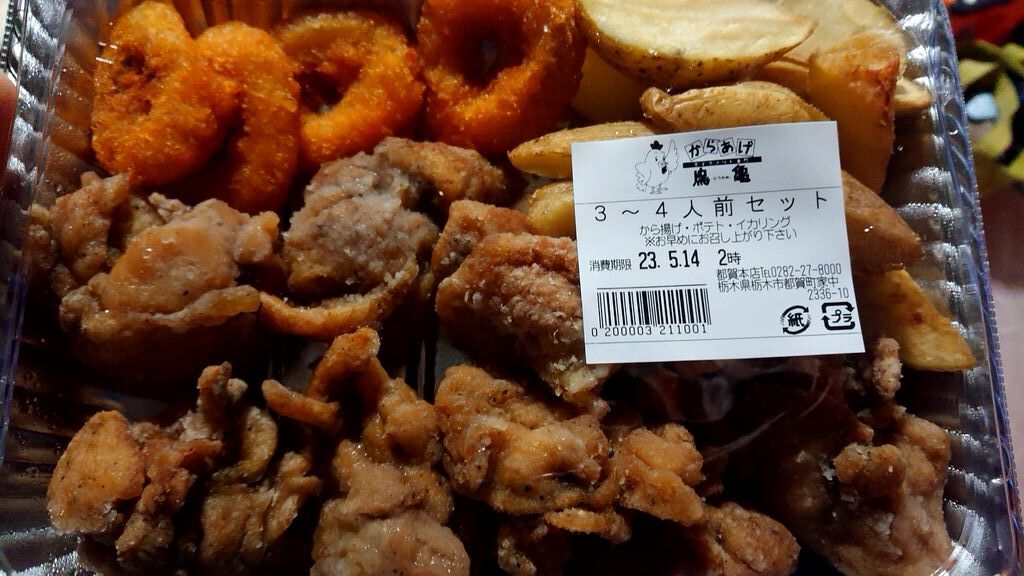 からあげ
鳥亀
3～4人前セット
から揚げ・ポテト・イカリング
※お早めにお召し上がり下さい
消費期限 23. 5.14 2時
都賀本店℡0282-27-8000
栃木県栃木市都賀町家中
2336-10
0 200003 211001
紙 プラ